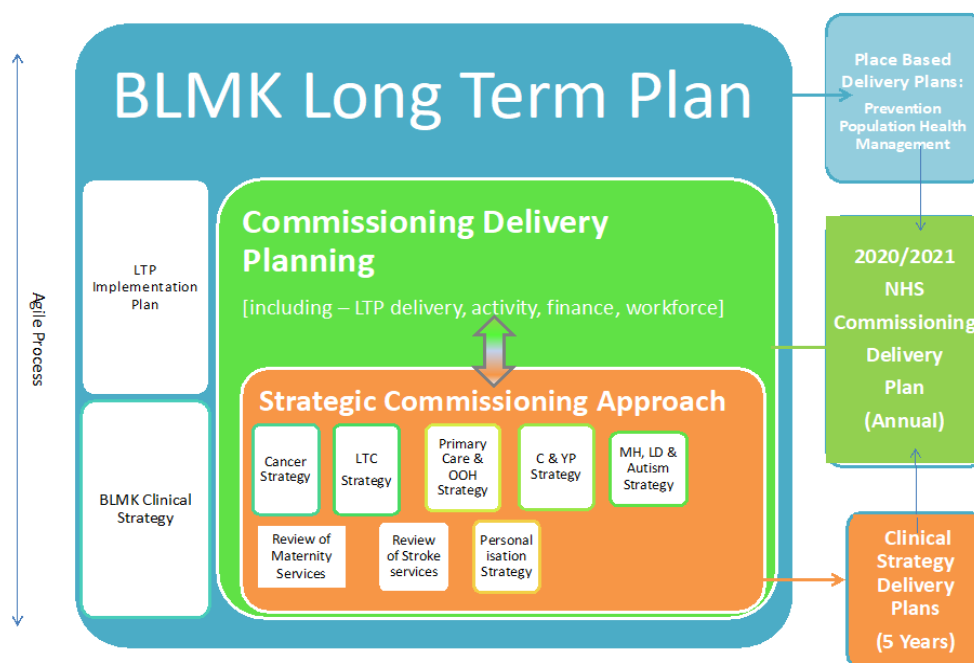 BLMK Long Term Plan
Agile Process
LTP
Implementation
Plan
BLMK Clinical
Strategy
Commissioning Delivery
Planning
[including – LTP delivery, activity, finance, workforce]
Strategic Commissioning Approach
Cancer
Strategy
LTC
Strategy
Primary
Care &
OOH
Strategy
C & YP
Strategy
MH, LD &
Autism
Strategy
Review of
Maternity
Services
Review
of Stroke
services
Personal
isation
Strategy
Place Based
Delivery Plans:
Prevention
Population Health
Management
2020/2021
NHS
Commissioning
Delivery
Plan
(Annual)
Clinical
Strategy
Delivery
Plans
(5 Years)